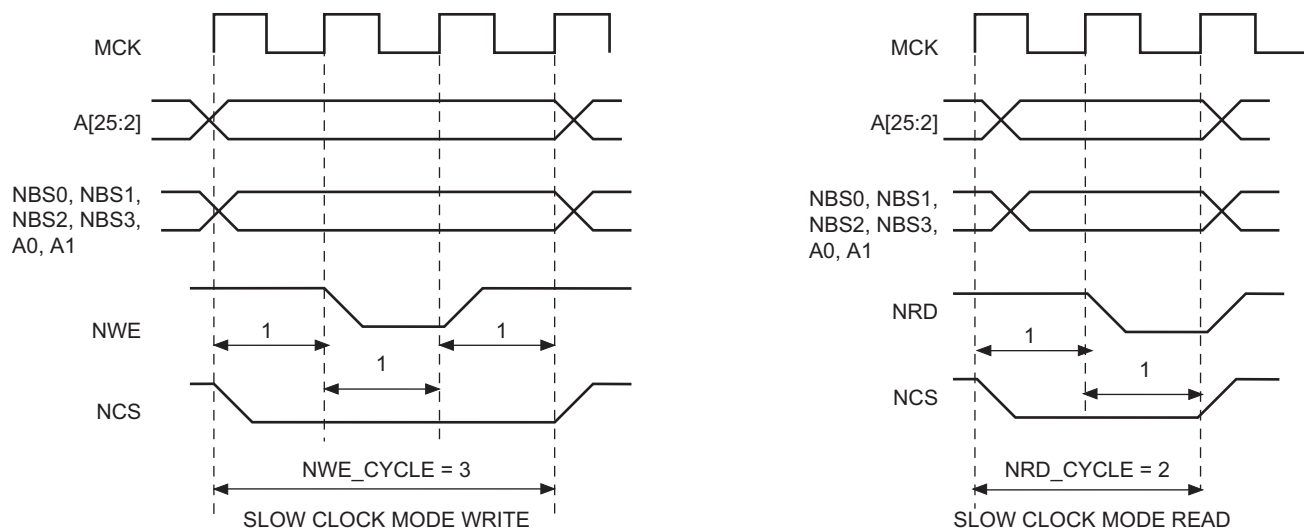 MCK
A[25:2]
NBS0, NBS1,
NBS2, NBS3,
A0, A1
NWE
1
1
1
NCS
NWE_CYCLE = 3
SLOW CLOCK MODE WRITE
MCK
A[25:2]
NBS0, NBS1,
NBS2, NBS3,
A0, A1
NRD
1
1
NCS
NRD_CYCLE = 2
SLOW CLOCK MODE READ